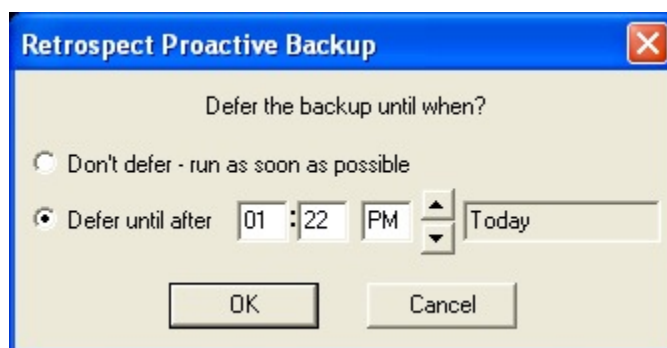 Retrospect Proactive Backup
Defer the backup until when?
Don't defer - run as soon as possible
Defer until after 01 : 22 PM Today
OK Cancel